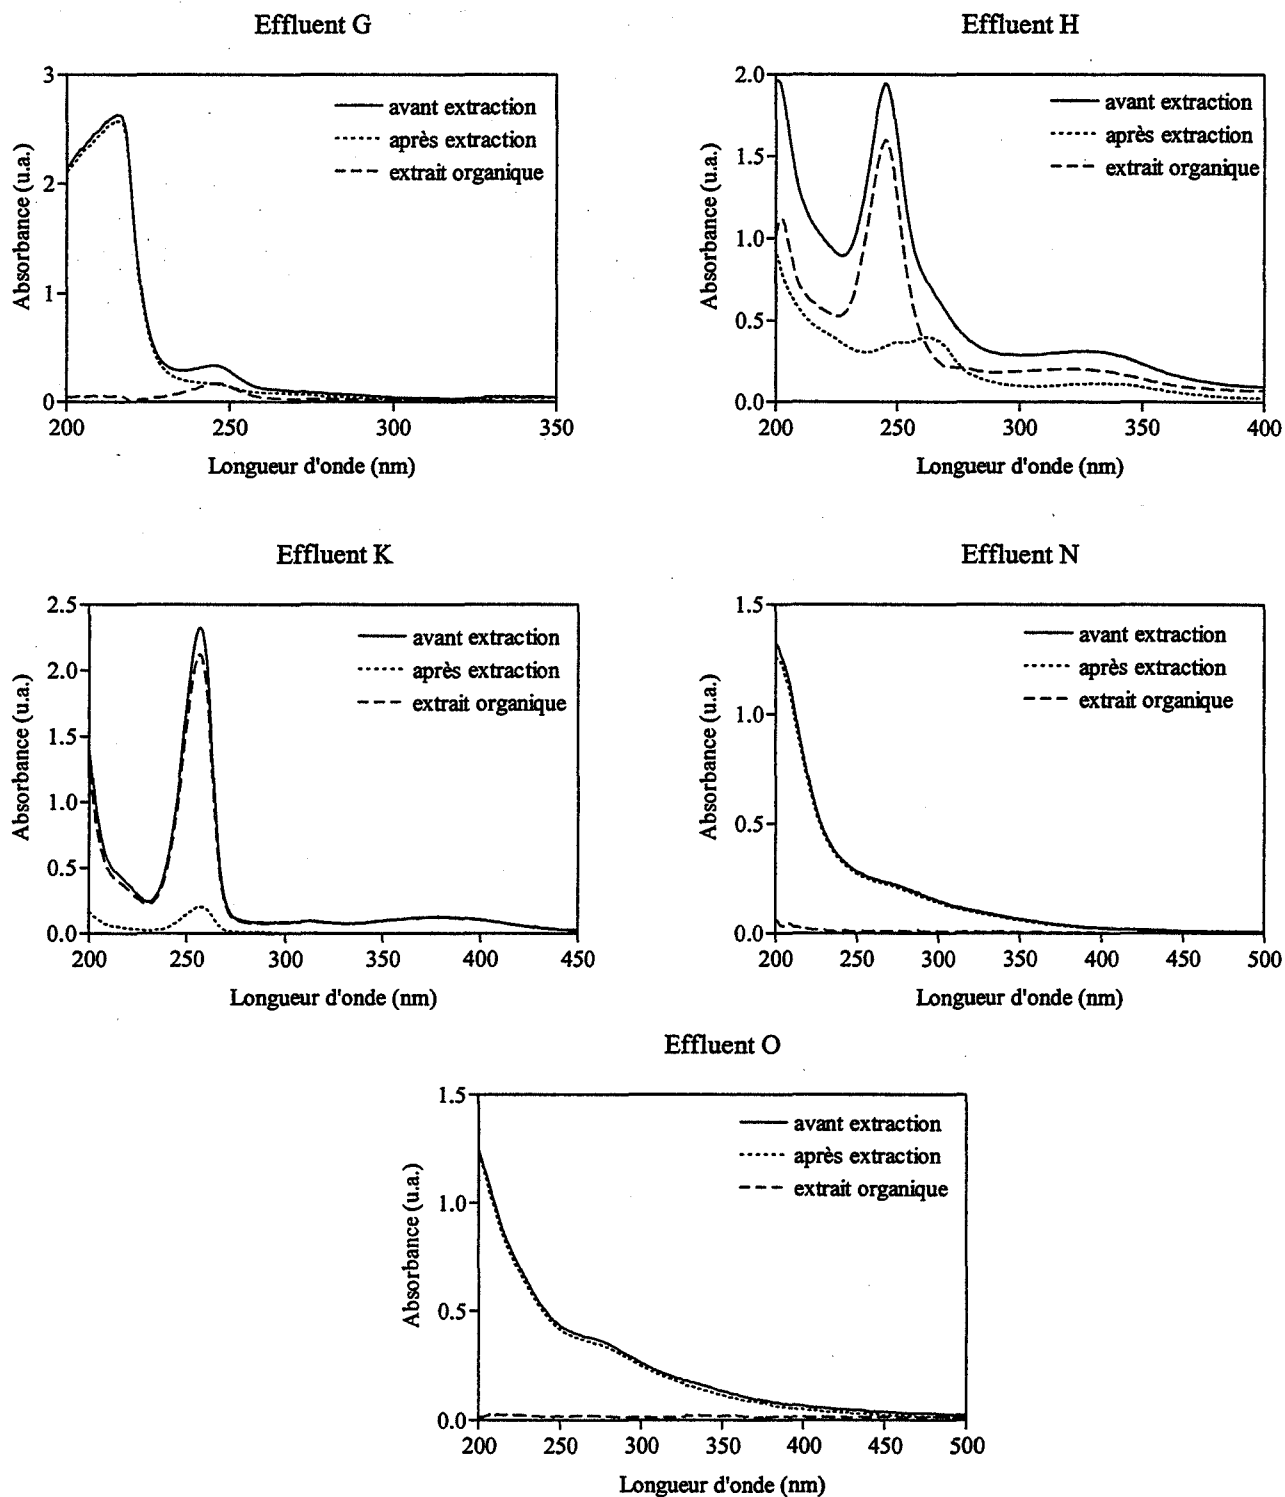 Effluent G
3
2
1
0
200
250
300
350
Absorbance (u.a.)
Longueur d'onde (nm)
avant extraction
après extraction
extrait organique
Effluent H
2.0
1.5
1.0
0.5
0.0
200
250
300
350
400
Absorbance (u.a.)
Longueur d'onde (nm)
avant extraction
après extraction
extrait organique
Effluent K
2.5
2.0
1.5
1.0
0.5
0.0
200
250
300
350
400
450
Absorbance (u.a.)
Longueur d'onde (nm)
avant extraction
après extraction
extrait organique
Effluent N
1.5
1.0
0.5
0.0
200
250
300
350
400
450
500
Absorbance (u.a.)
Longueur d'onde (nm)
avant extraction
après extraction
extrait organique
Effluent O
1.5
1.0
0.5
0.0
200
250
300
350
400
450
500
Absorbance (u.a.)
Longueur d'onde (nm)
avant extraction
après extraction
extrait organique